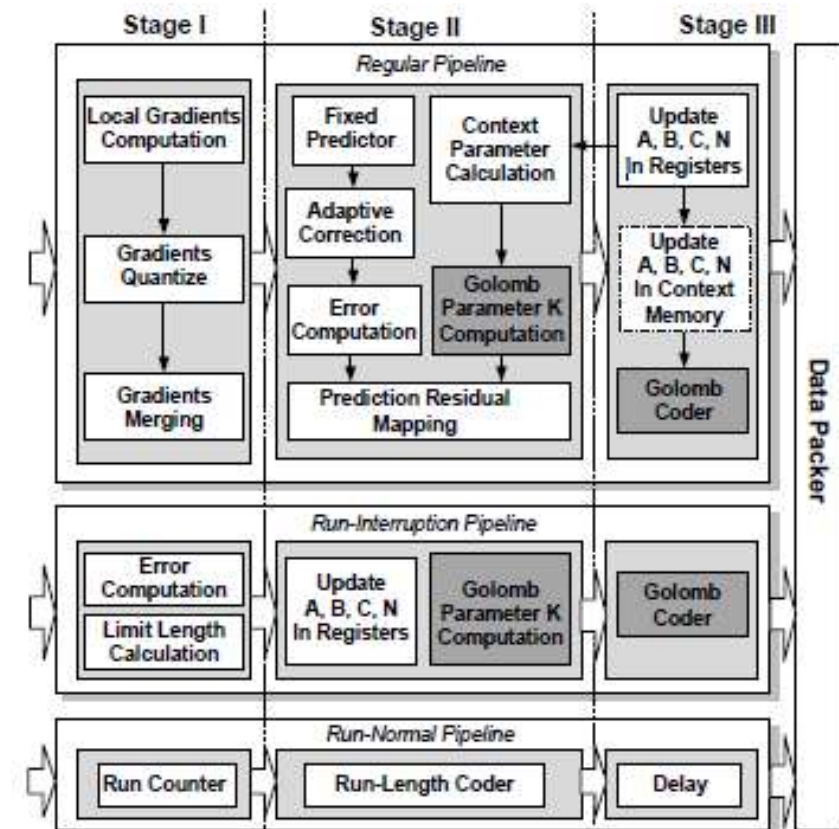 Stage I
Stage II
Stage III
Regular Pipeline
Local Gradients
Computation
Gradients
Quantize
Gradients
Merging
Fixed
Predictor
Adaptive
Correction
Error
Computation
Context
Parameter
Calculation
Golomb
Parameter K
Computation
Prediction Residual
Mapping
Update
A, B, C, N
In Registers
Update
A, B, C, N
In Context
Memory
Golomb
Coder
Run-Interruption Pipeline
Error
Computation
Limit Length
Calculation
Update
A, B, C, N
In Registers
Golomb
Parameter K
Computation
Golomb
Coder
Run-Normal Pipeline
Run Counter
Run-Length Coder
Delay
Data Packer